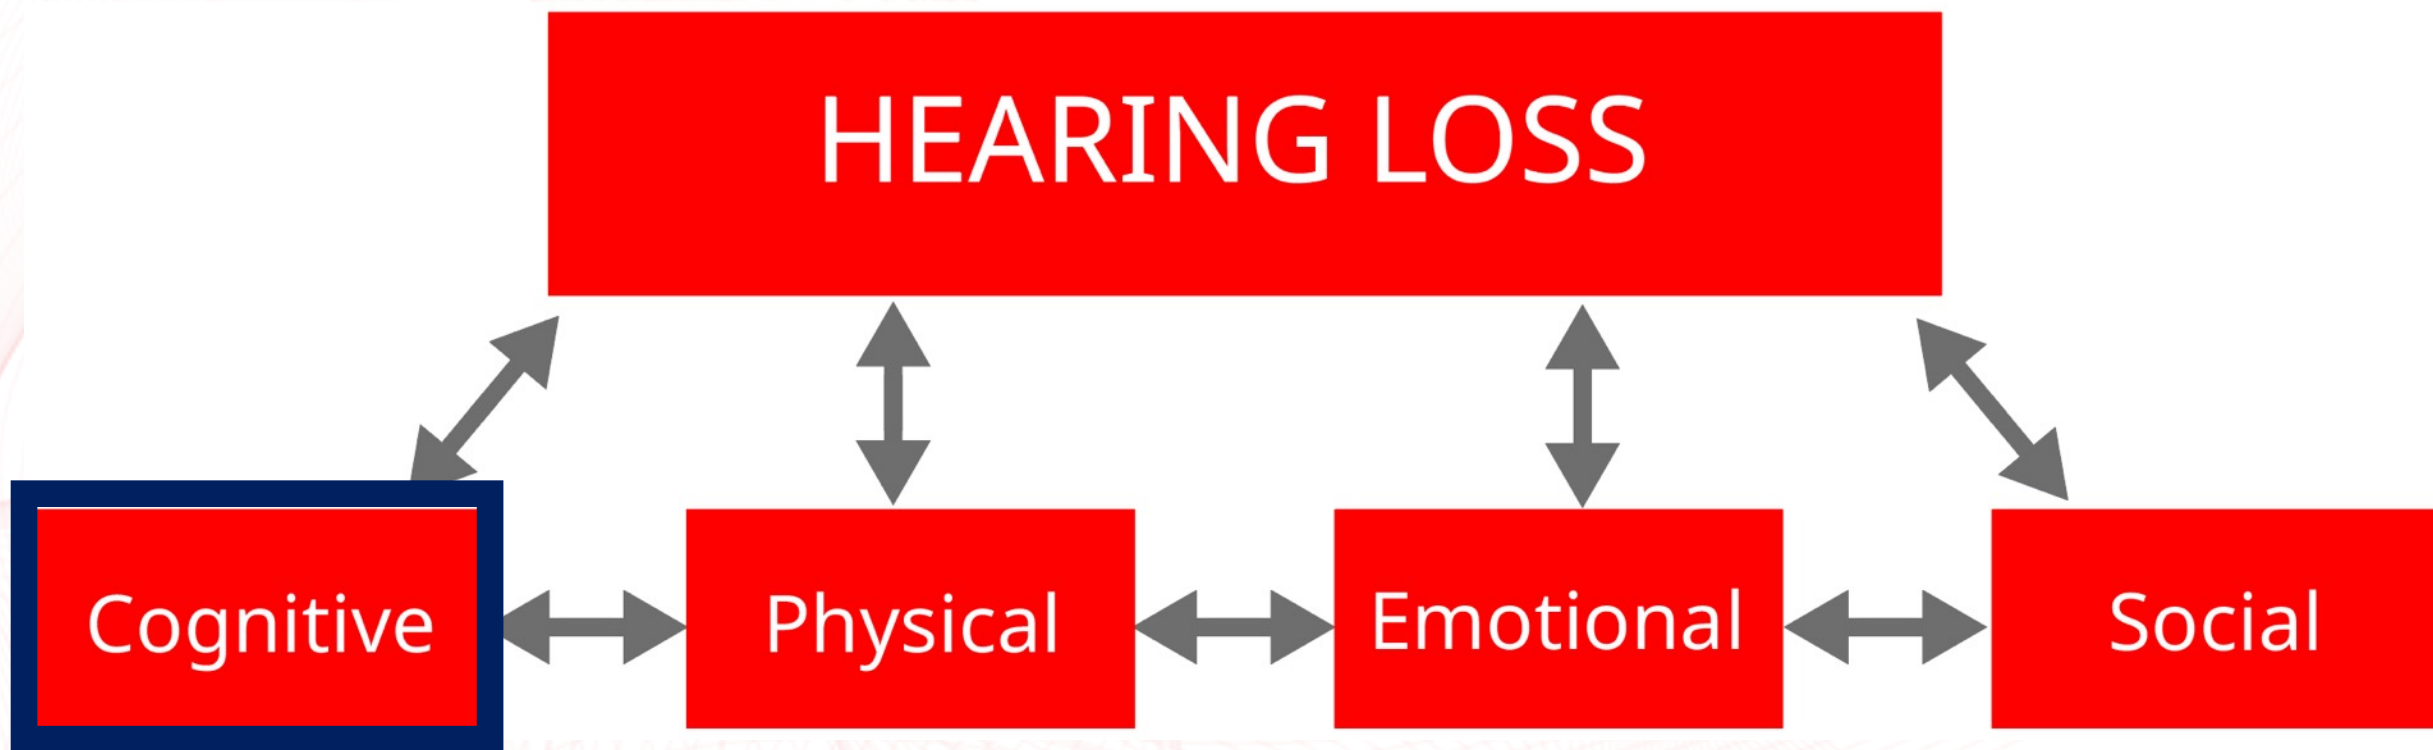 HEARING LOSS
Cognitive
Physical
Emotional
Social